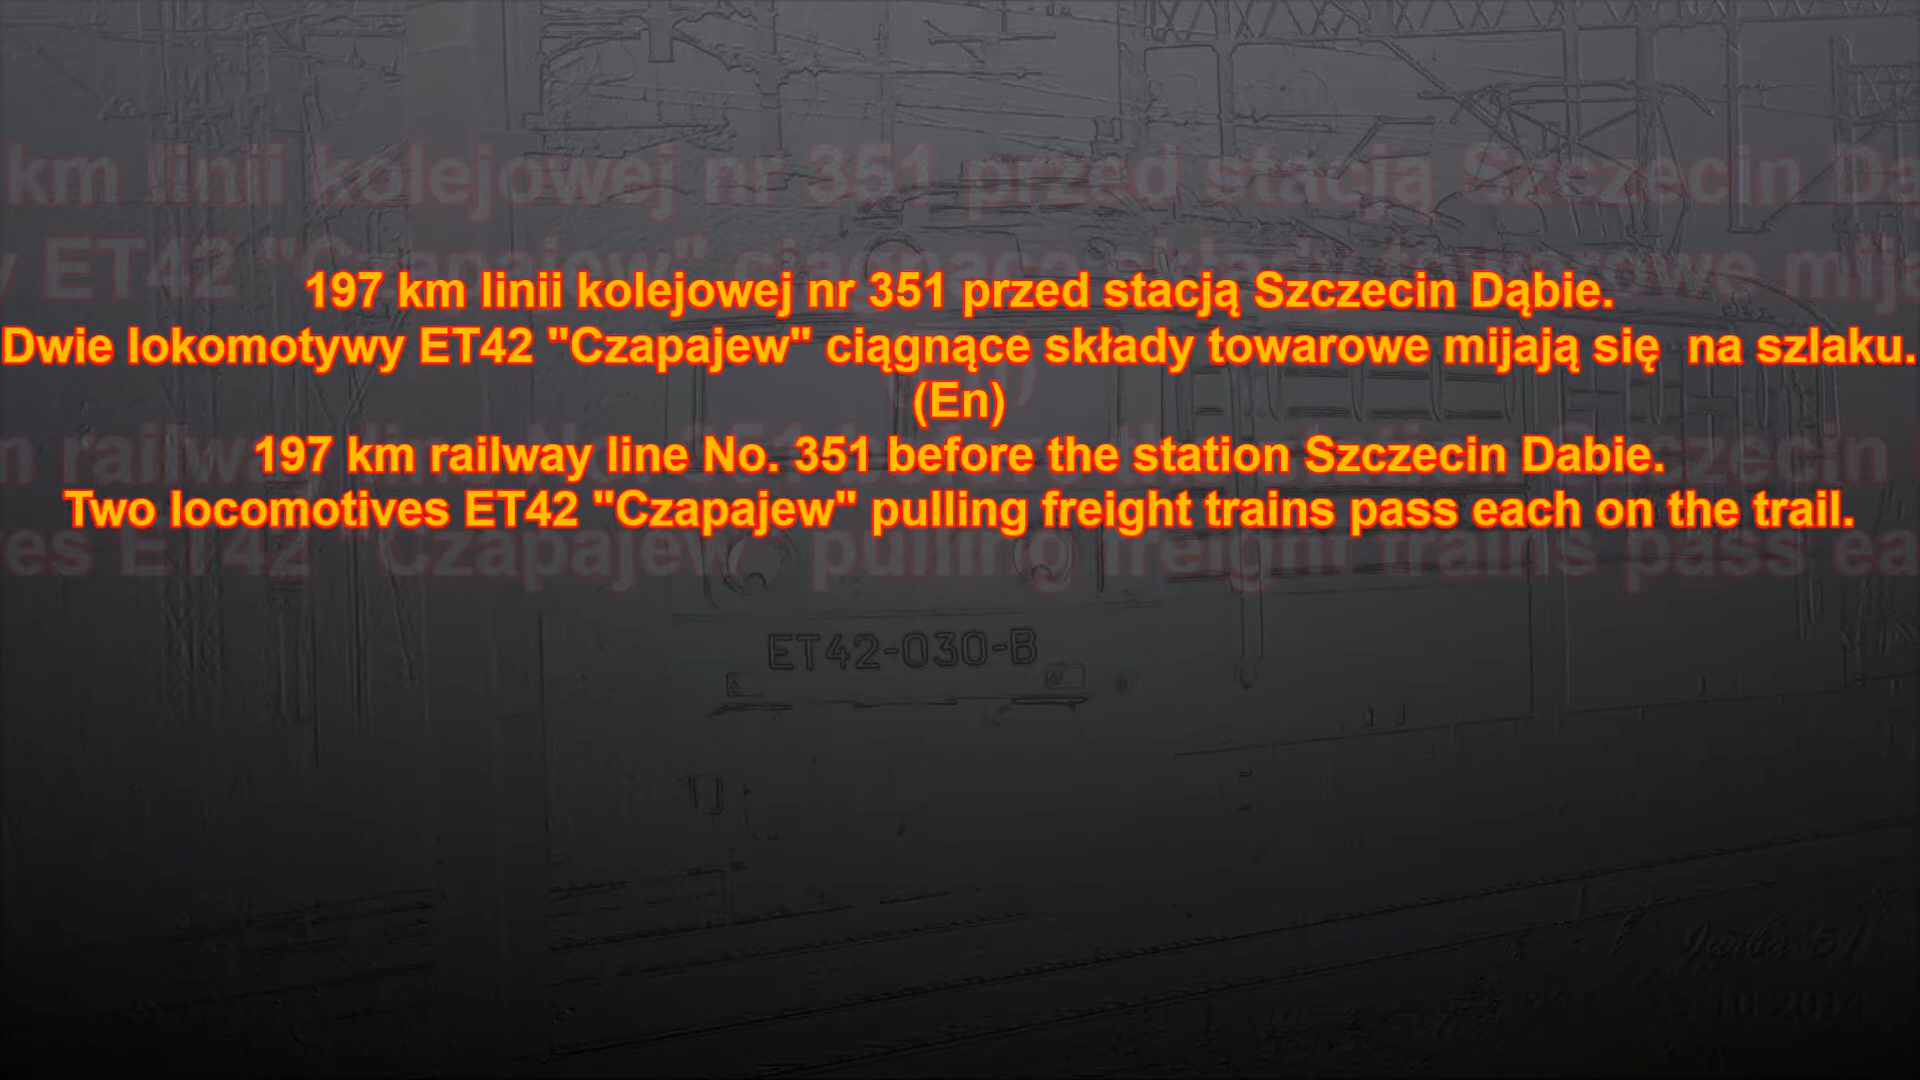 197 km linii kolejowej nr 351 przed stacją Szczecin Dąbie.
Dwie lokomotywy ET42 "Czapajew" ciągnące składy towarowe mijają się  na szlaku.
(En)
197 km railway line No. 351 before the station Szczecin Dabie.
Two locomotives ET42 "Czapajew" pulling freight trains pass each on the trail.
ET42-030-B